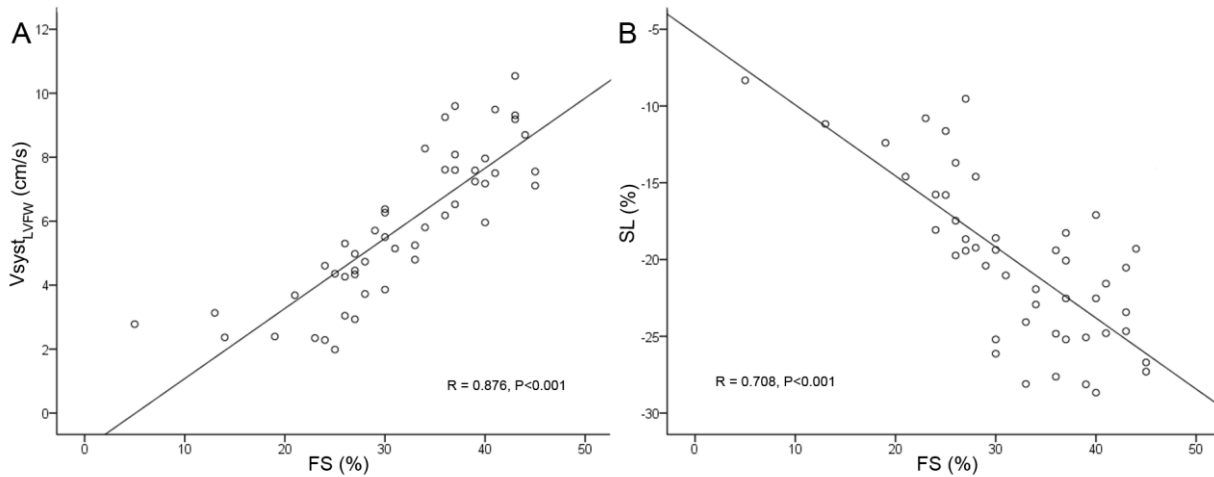 A
12
10
8
6
4
2
0
Vsyst_LVFW (cm/s)
R = 0.876, P<0.001
0 10 20 30 40 50
FS (%)
B
-5
-10
-15
-20
-25
-30
SL (%)
R = 0.708, P<0.001
0 10 20 30 40 50
FS (%)